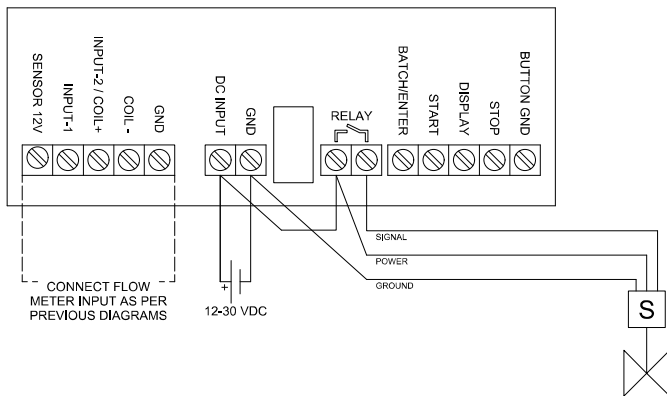 SENSOR 12V
INPUT-1
INPUT-2 / COIL+
COIL -
GND
DC INPUT
GND
RELAY
BATCH/ENTER
START
DISPLAY
STOP
BUTTON GND
SIGNAL
POWER
GROUND
CONNECT FLOW
METER INPUT AS PER
PREVIOUS DIAGRAMS
+
12-30 VDC
S